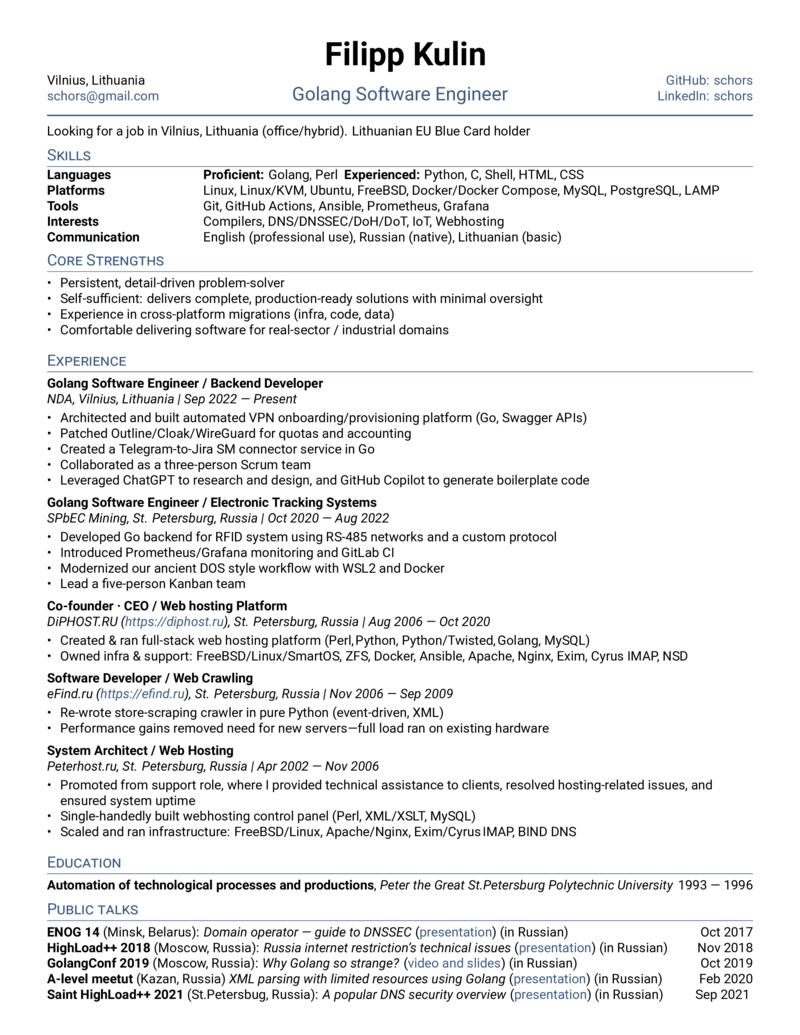 Filipp Kulin
Vilnius, Lithuania
schors@gmail.com
Golang Software Engineer
GitHub: schors
LinkedIn: schors
Looking for a job in Vilnius, Lithuania (office/hybrid). Lithuanian EU Blue Card holder
SKILLS
Languages Proficient: Golang, Perl Experienced: Python, C, Shell, HTML, CSS
Platforms Linux, Linux/KVM, Ubuntu, FreeBSD, Docker/Docker Compose, MySQL, PostgreSQL, LAMP
Tools Git, GitHub Actions, Ansible, Prometheus, Grafana
Interests Compilers, DNS/DNSSEC/DoH/DoT, IoT, Webhosting
Communication English (professional use), Russian (native), Lithuanian (basic)
CORE STRENGTHS
• Persistent, detail-driven problem-solver
• Self-sufficient: delivers complete, production-ready solutions with minimal oversight
• Experience in cross-platform migrations (infra, code, data)
• Comfortable delivering software for real-sector / industrial domains
EXPERIENCE
Golang Software Engineer / Backend Developer
NDA, Vilnius, Lithuania | Sep 2022 — Present
• Architected and built automated VPN onboarding/provisioning platform (Go, Swagger APIs)
• Patched Outline/Cloak/WireGuard for quotas and accounting
• Created a Telegram-to-Jira SM connector service in Go
• Collaborated as a three-person Scrum team
• Leveraged ChatGPT to research and design, and GitHub Copilot to generate boilerplate code
Golang Software Engineer / Electronic Tracking Systems
SPbEC Mining, St. Petersburg, Russia | Oct 2020 — Aug 2022
• Developed Go backend for RFID system using RS-485 networks and a custom protocol
• Introduced Prometheus/Grafana monitoring and GitLab CI
• Modernized our ancient DOS style workflow with WSL2 and Docker
• Lead a five-person Kanban team
Co-founder · CEO / Web hosting Platform
DiPHOST.RU (https://diphost.ru), St. Petersburg, Russia | Aug 2006 — Oct 2020
• Created & ran full-stack web hosting platform (Perl,Python, Python/Twisted,Golang, MySQL)
• Owned infra & support: FreeBSD/Linux/SmartOS, ZFS, Docker, Ansible, Apache, Nginx, Exim, Cyrus IMAP, NSD
Software Developer / Web Crawling
eFind.ru (https://efind.ru), St. Petersburg, Russia | Nov 2006 — Sep 2009
• Re-wrote store-scraping crawler in pure Python (event-driven, XML)
• Performance gains removed need for new servers—full load ran on existing hardware
System Architect / Web Hosting
Peterhost.ru, St. Petersburg, Russia | Apr 2002 — Nov 2006
• Promoted from support role, where I provided technical assistance to clients, resolved hosting-related issues, and
ensured system uptime
• Single-handedly built webhosting control panel (Perl, XML/XSLT, MySQL)
• Scaled and ran infrastructure: FreeBSD/Linux, Apache/Nginx, Exim/Cyrus IMAP, BIND DNS
EDUCATION
Automation of technological processes and productions, Peter the Great St.Petersburg Polytechnic University 1993 — 1996
PUBLIC TALKS
ENOG 14 (Minsk, Belarus): Domain operator — guide to DNSSEC (presentation) (in Russian) Oct 2017
HighLoad++ 2018 (Moscow, Russia): Russia internet restriction's technical issues (presentation) (in Russian) Nov 2018
GolangConf 2019 (Moscow, Russia): Why Golang so strange? (video and slides) (in Russian) Oct 2019
A-level meetut (Kazan, Russia) XML parsing with limited resources using Golang (presentation) (in Russian) Feb 2020
Saint HighLoad++ 2021 (St.Petersbug, Russia): A popular DNS security overview (presentation) (in Russian) Sep 2021